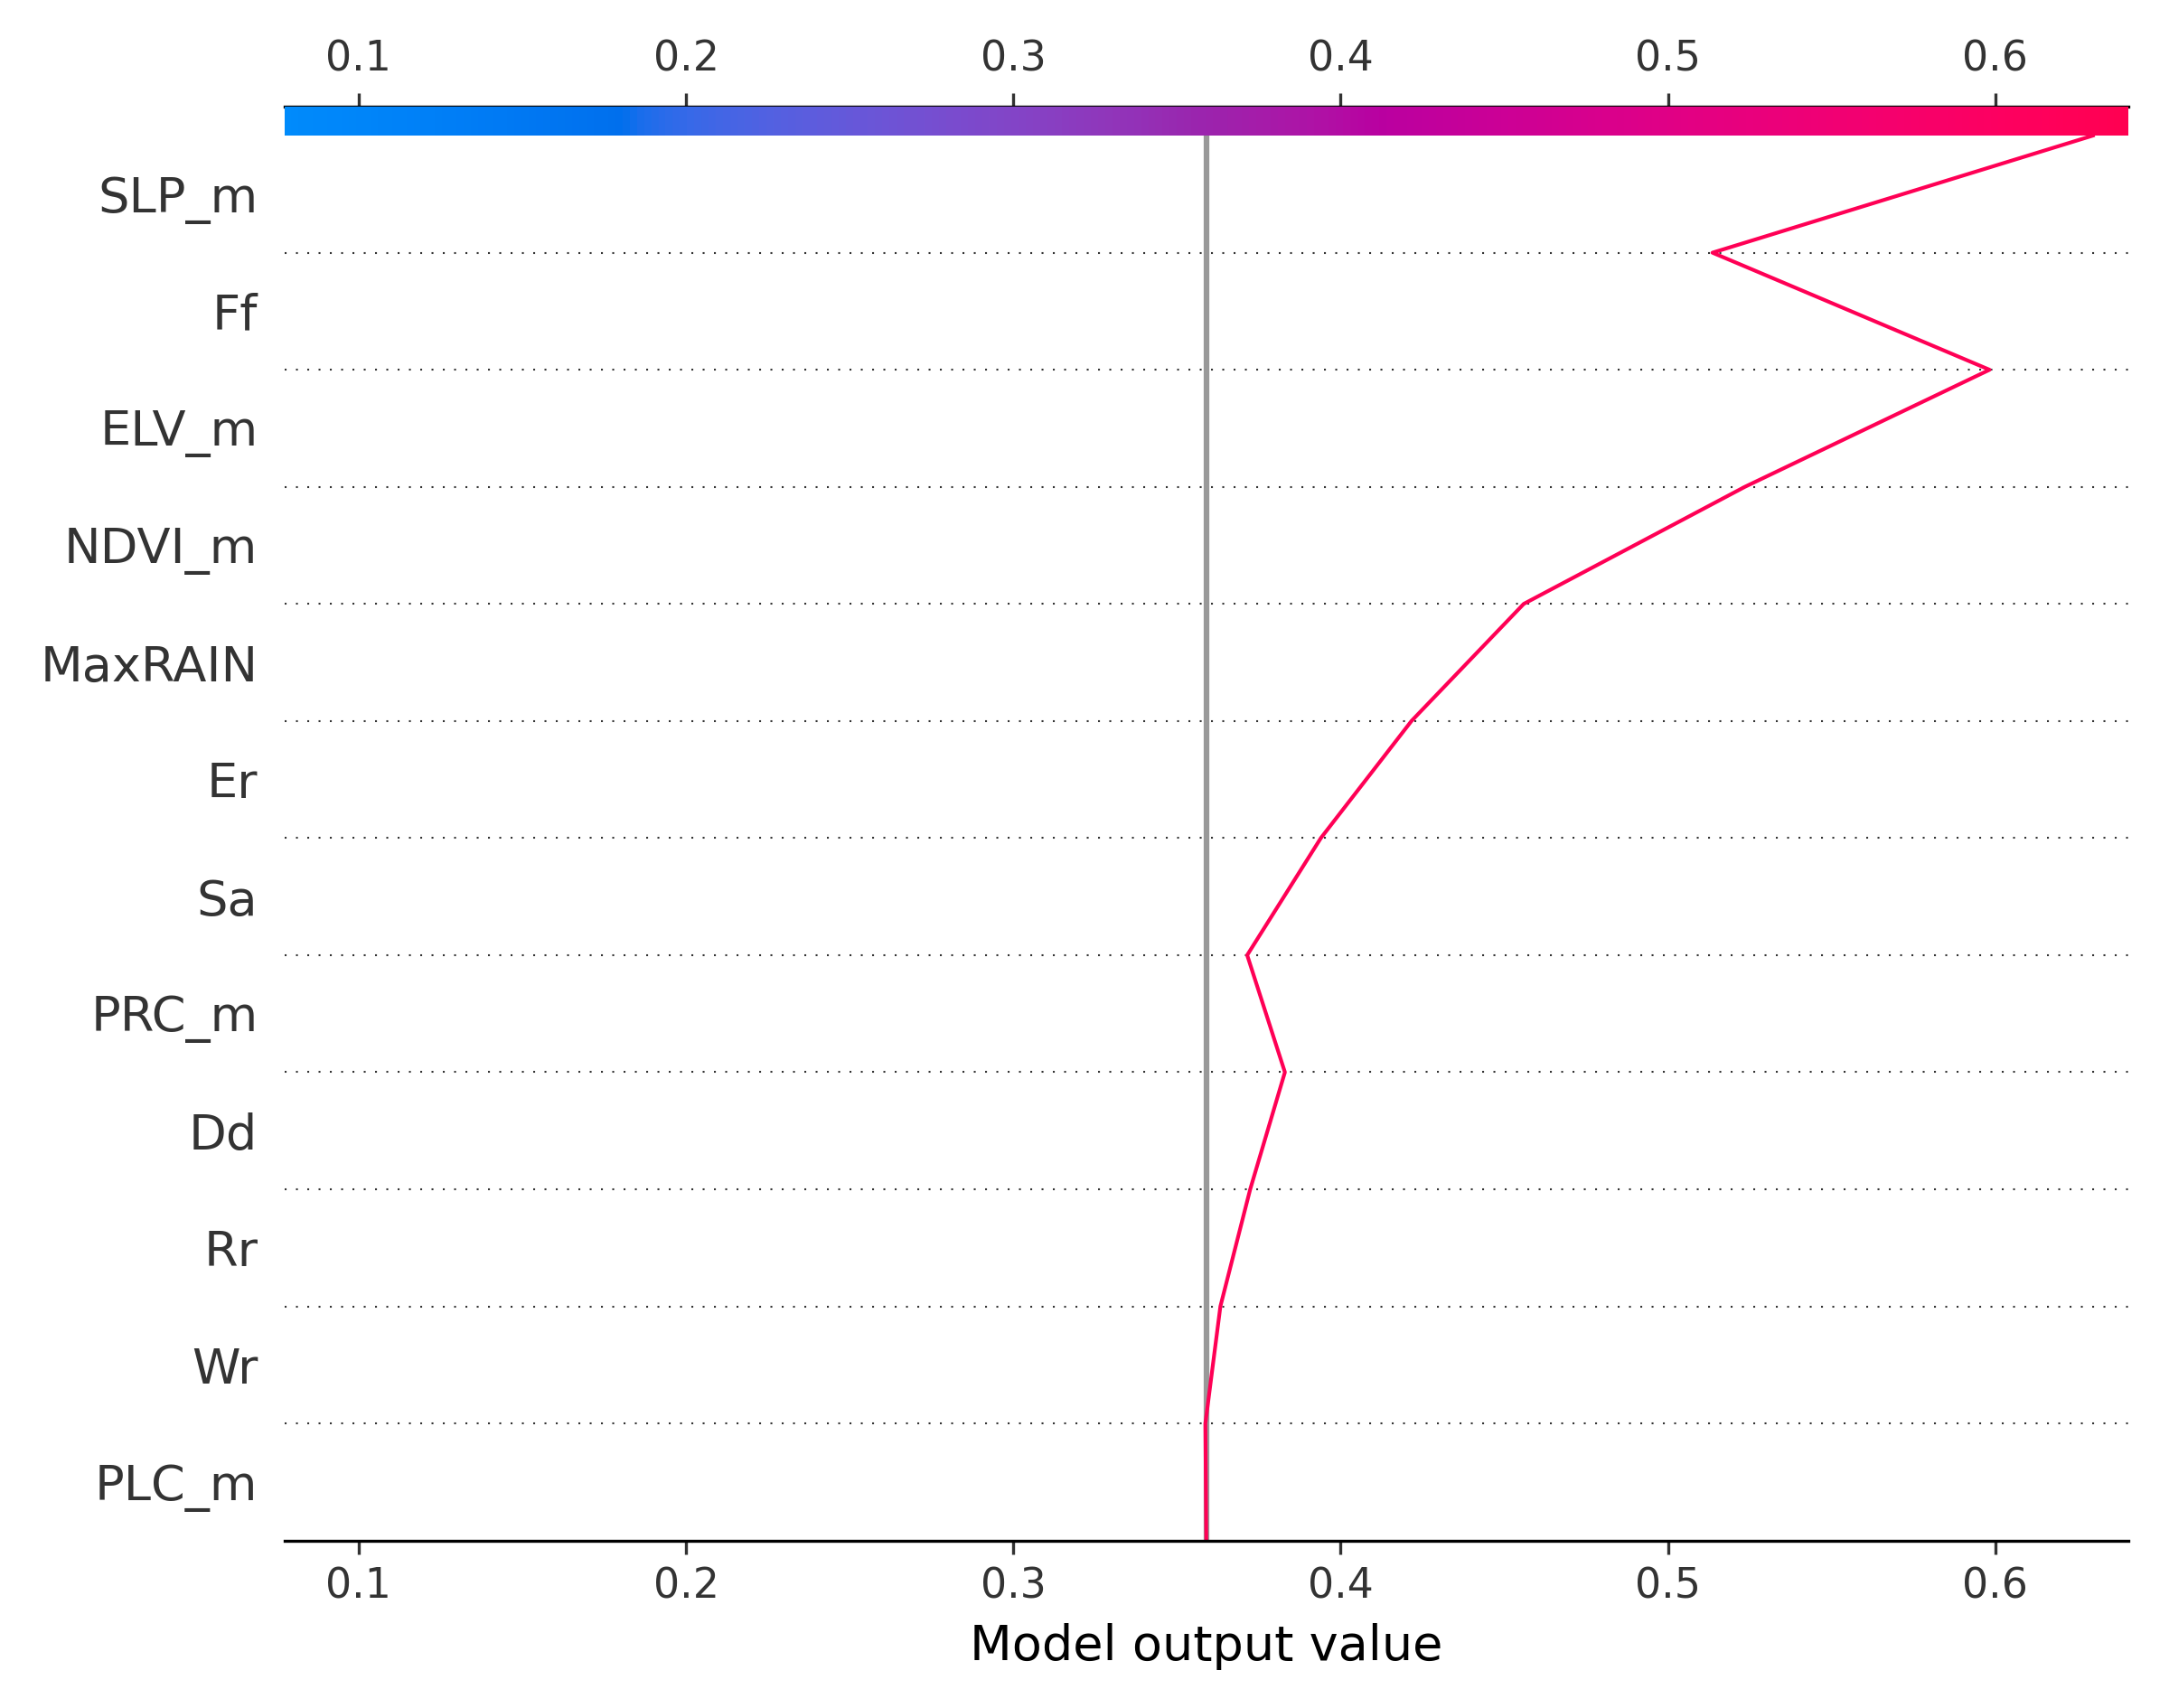 0.1 0.2 0.3 0.4 0.5 0.6
SLP_m
Ff
ELV_m
NDVI_m
MaxRAIN
Er
Sa
PRC_m
Dd
Rr
Wr
PLC_m
0.1 0.2 0.3 0.4 0.5 0.6
Model output value